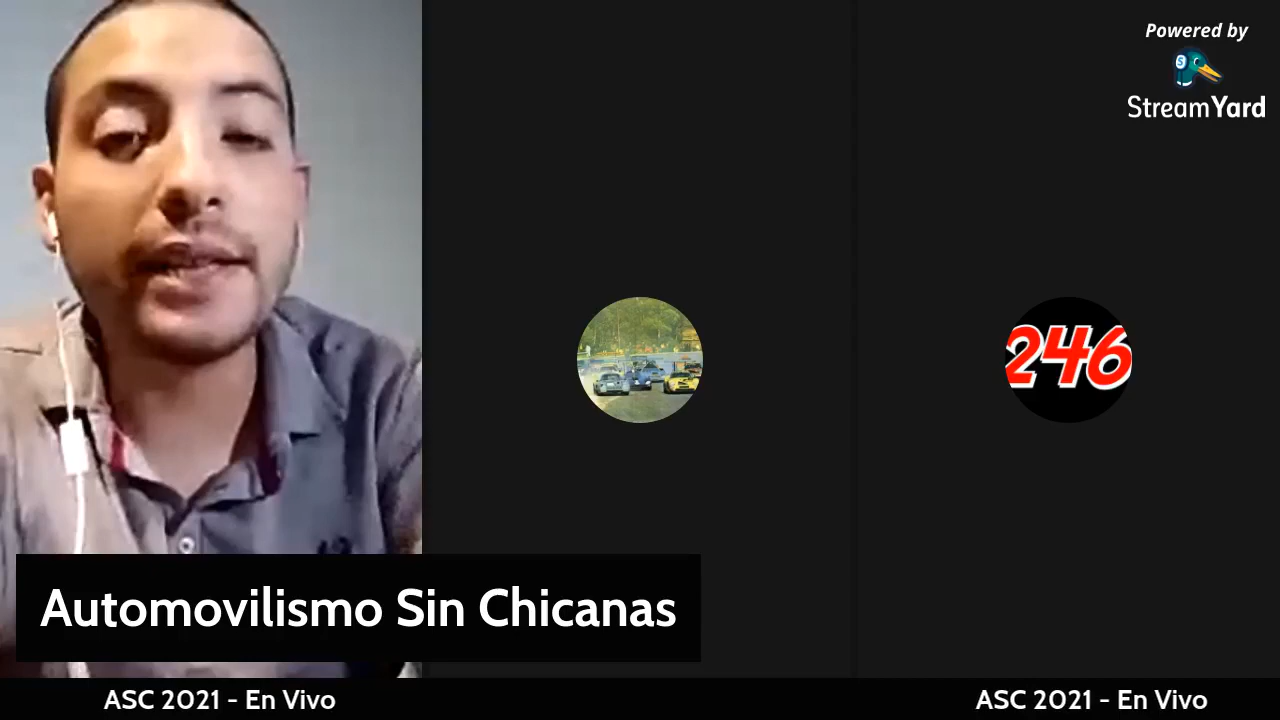 Powered by
S
StreamYard
246
Automovilismo Sin Chicanas
ASC 2021 - En Vivo
ASC 2021 - En Vivo